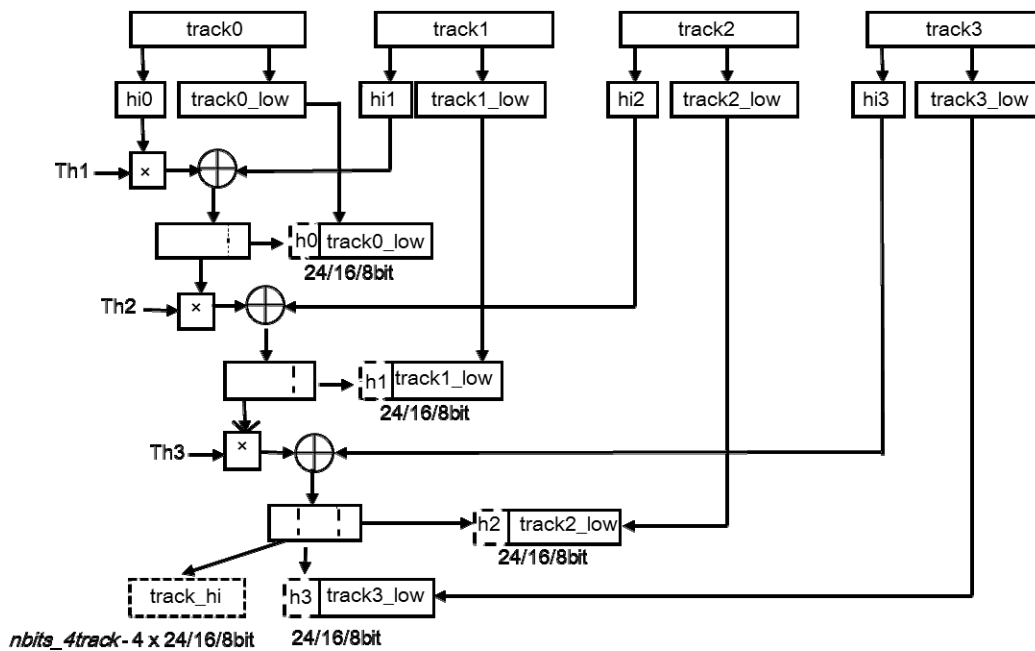 track0 track1 track2 track3
hi0 track0_low hi1 track1_low hi2 track2_low hi3 track3_low
Th1 ×
h0 track0_low
24/16/8bit
Th2 ×
h1 track1_low
24/16/8bit
Th3 ×
h2 track2_low
24/16/8bit
track_hi h3 track3_low
nbits_4track - 4 x 24/16/8bit 24/16/8bit